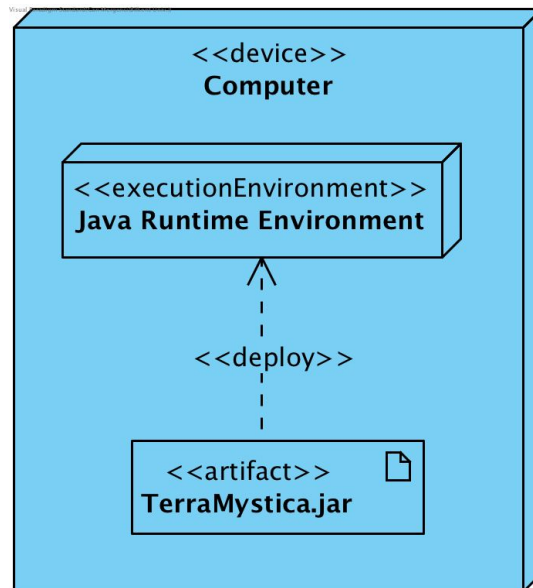 <<device>>
Computer
<<executionEnvironment>>
Java Runtime Environment
<<deploy>>
<<artifact>>
TerraMystica.jar